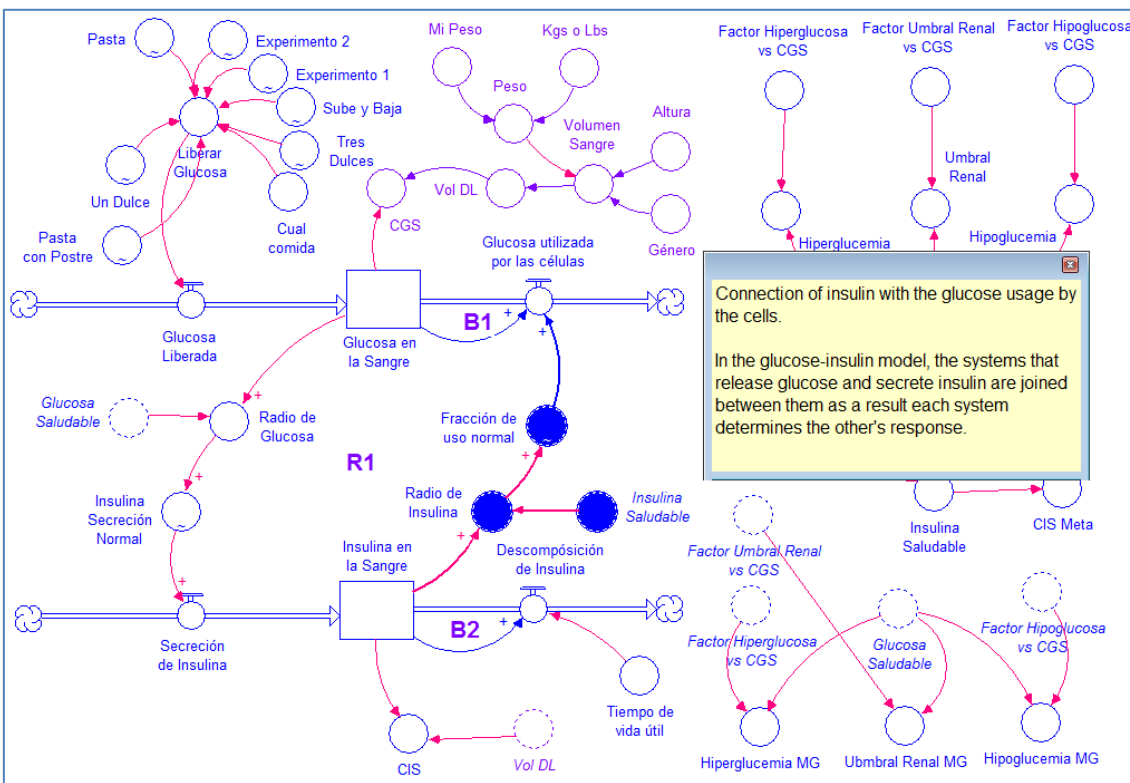 Pasta
Experimento 2
Experimento 1
Sube y Baja
Tres
Dulces
Liberar
Glucosa
Un Dulce
Cual
comida
Pasta
con Postre
Mi Peso
Kgs o Lbs
Peso
Volumen
Sangre
Altura
Vol DL
CGS
Género
Factor Hiperglucosa
vs CGS
Factor Umbral Renal
vs CGS
Factor Hipoglucosa
vs CGS
Umbral
Renal
Hiperglucemia
Hipoglucemia
Glucosa utilizada
por las células
B1
+
+
Glucosa
Liberada
Glucosa en
la Sangre
Connection of insulin with the glucose usage by
the cells.
In the glucose-insulin model, the systems that
release glucose and secrete insulin are joined
between them as a result each system
determines the other's response.
Glucosa
Saludable
+
Radio de
Glucosa
Fracción de
uso normal
+
R1
+
Insulina
Secreción
Normal
Radio de
Insulina
+
Insulina
Saludable
Insulina en
la Sangre
Descompósición
de Insulina
+
B2
+
Secreción
de Insulina
Tiempo de
vida útil
CIS
Vol DL
Insulina
Saludable
CIS Meta
Factor Umbral Renal
vs CGS
Factor Hiperglucosa
vs CGS
Glucosa
Saludable
Factor Hipoglucosa
vs CGS
Hiperglucemia MG
Ubmbral Renal MG
Hipoglucemia MG